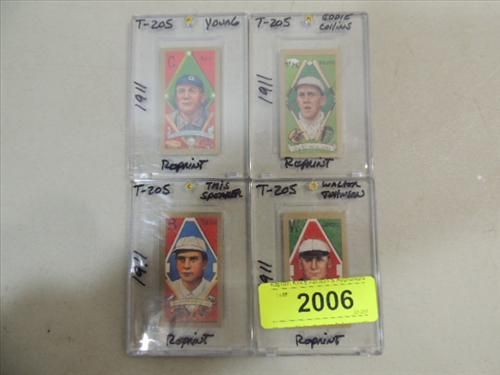 T-205 YOUNG
1911
C
Reprint
T-205 EDDIE Collins
1911
Reprint
T-205 TRIS SPEAKER
1911
Reprint
T-205 WALTER JOHNSON
1911
W
2006
Reprint